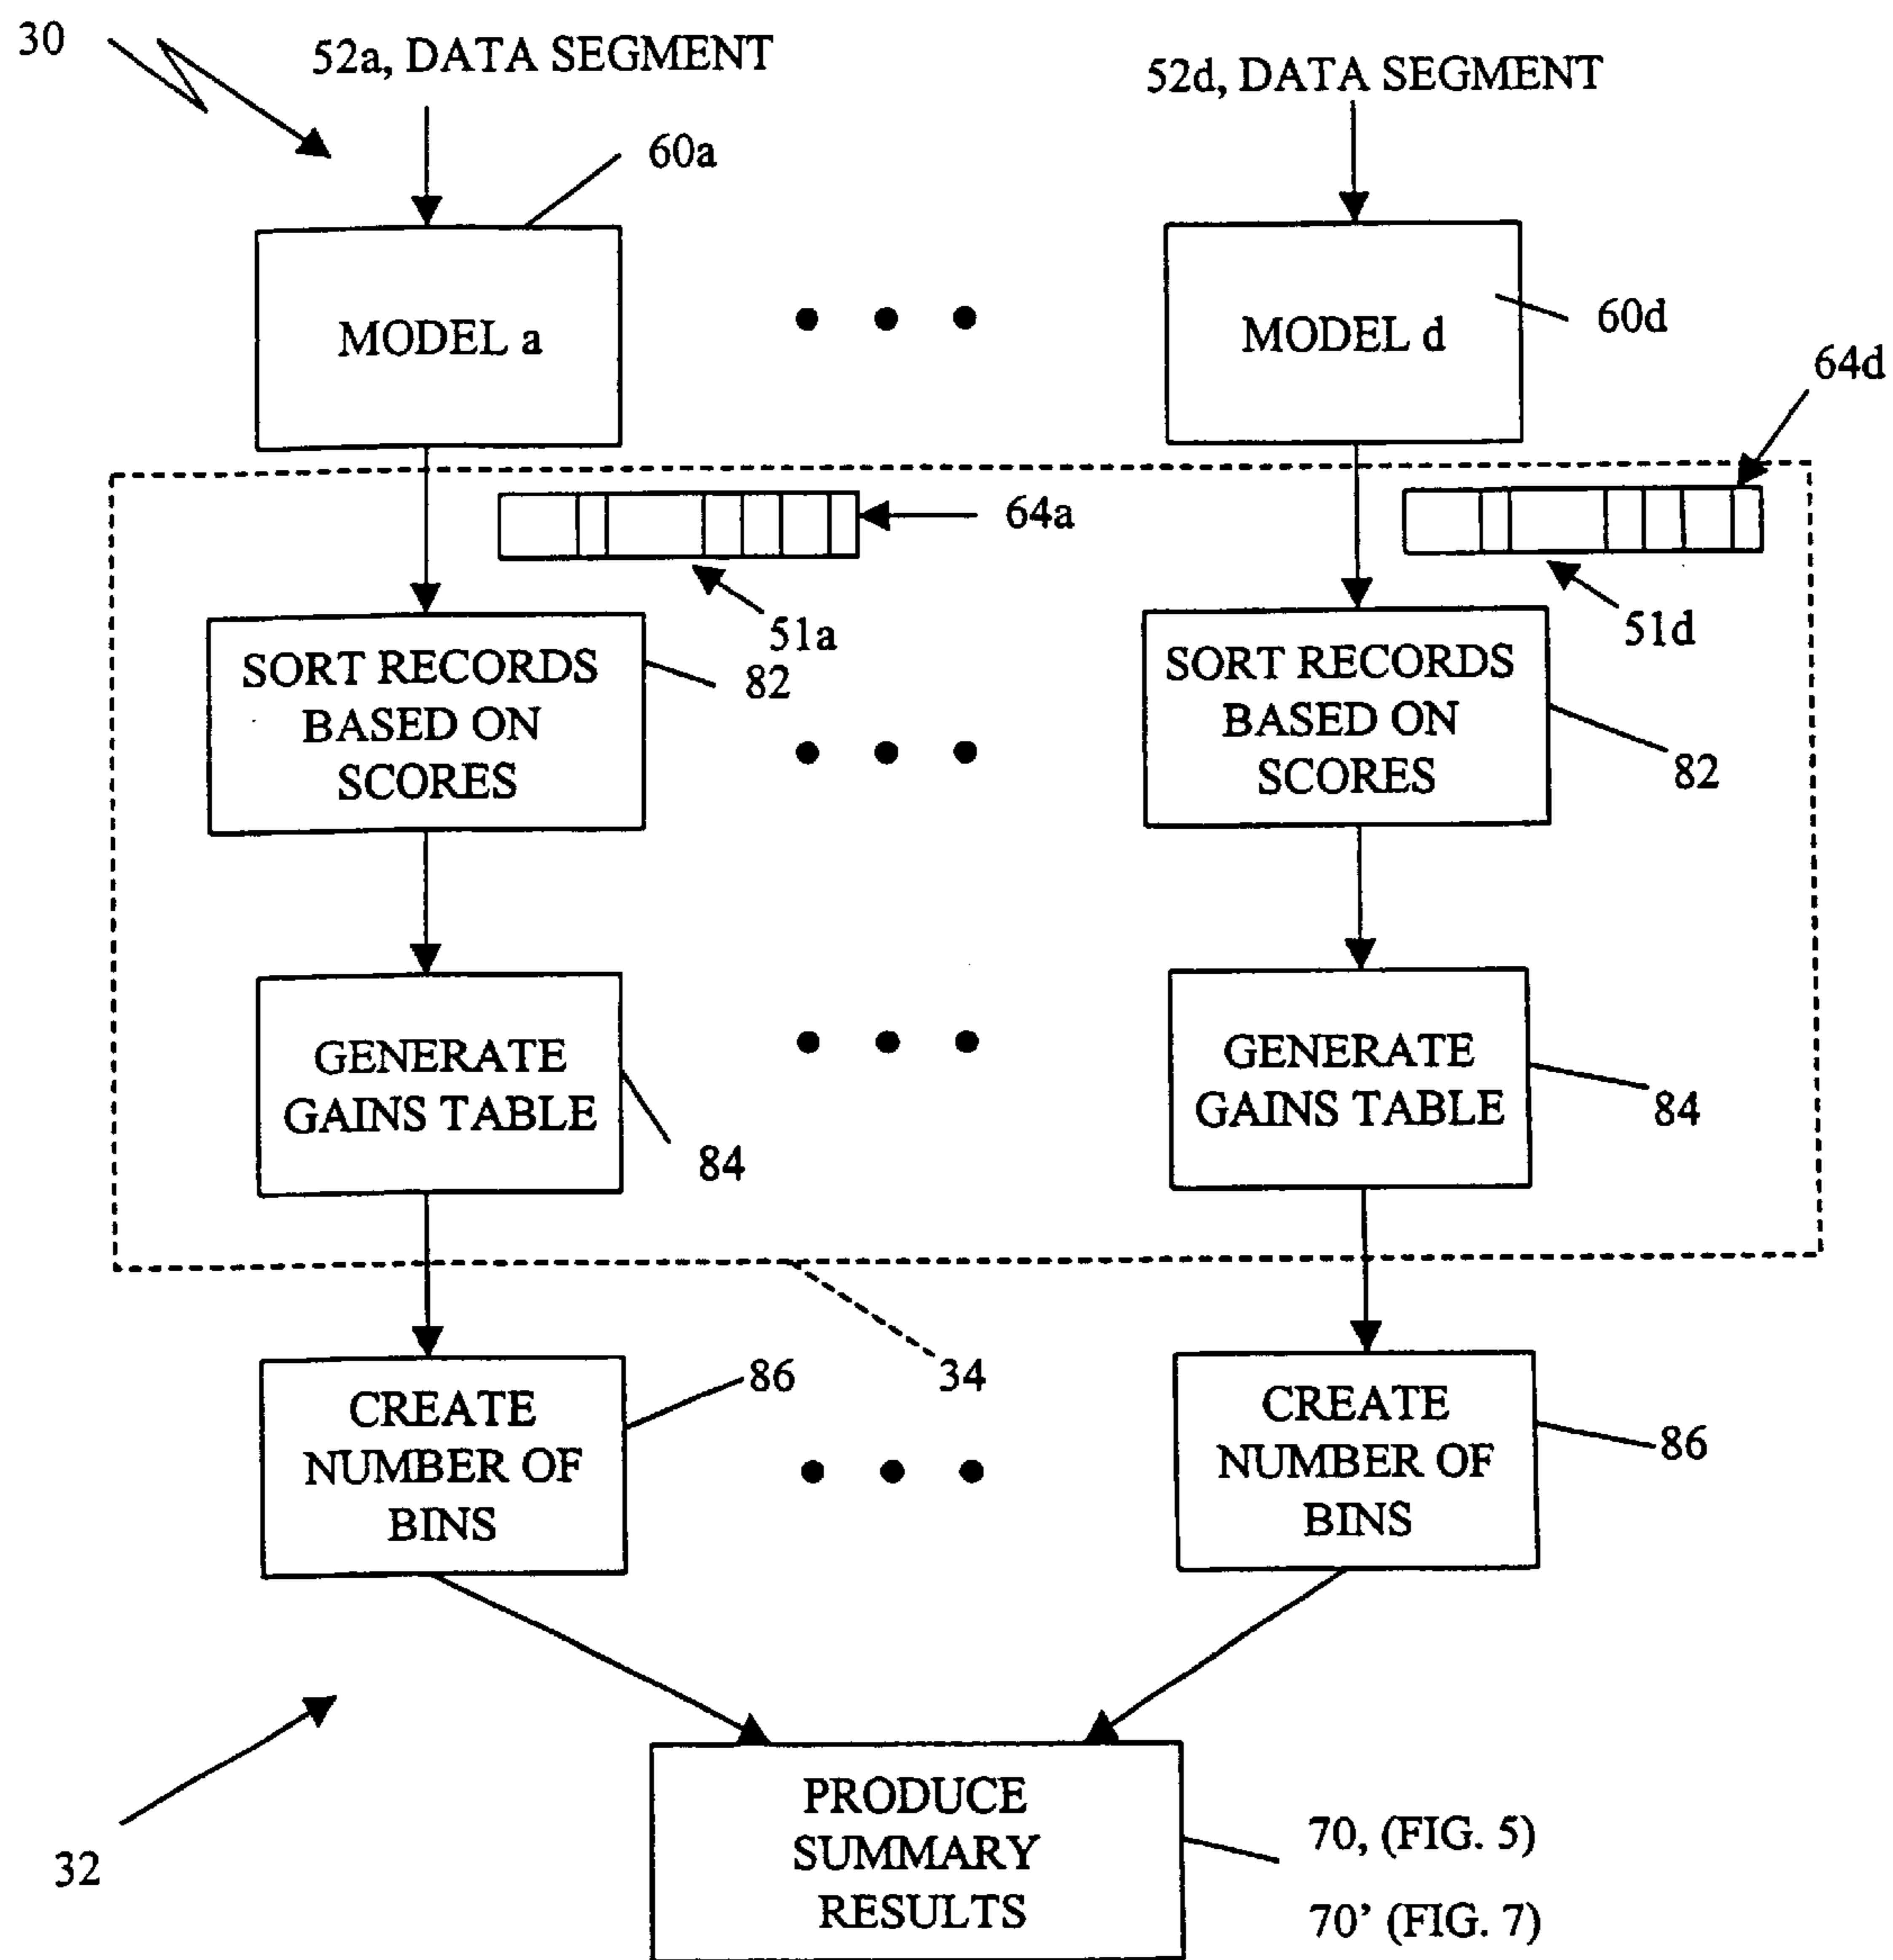 30
52a, DATA SEGMENT
52d, DATA SEGMENT
60a
MODEL a
MODEL d
60d
64d
64a
51a
51d
SORT RECORDS
BASED ON
SCORES
82
SORT RECORDS
BASED ON
SCORES
82
GENERATE
GAINS TABLE
84
GENERATE
GAINS TABLE
84
34
CREATE
NUMBER OF
BINS
86
CREATE
NUMBER OF
BINS
86
32
PRODUCE
SUMMARY
RESULTS
70, (FIG. 5)
70’ (FIG. 7)